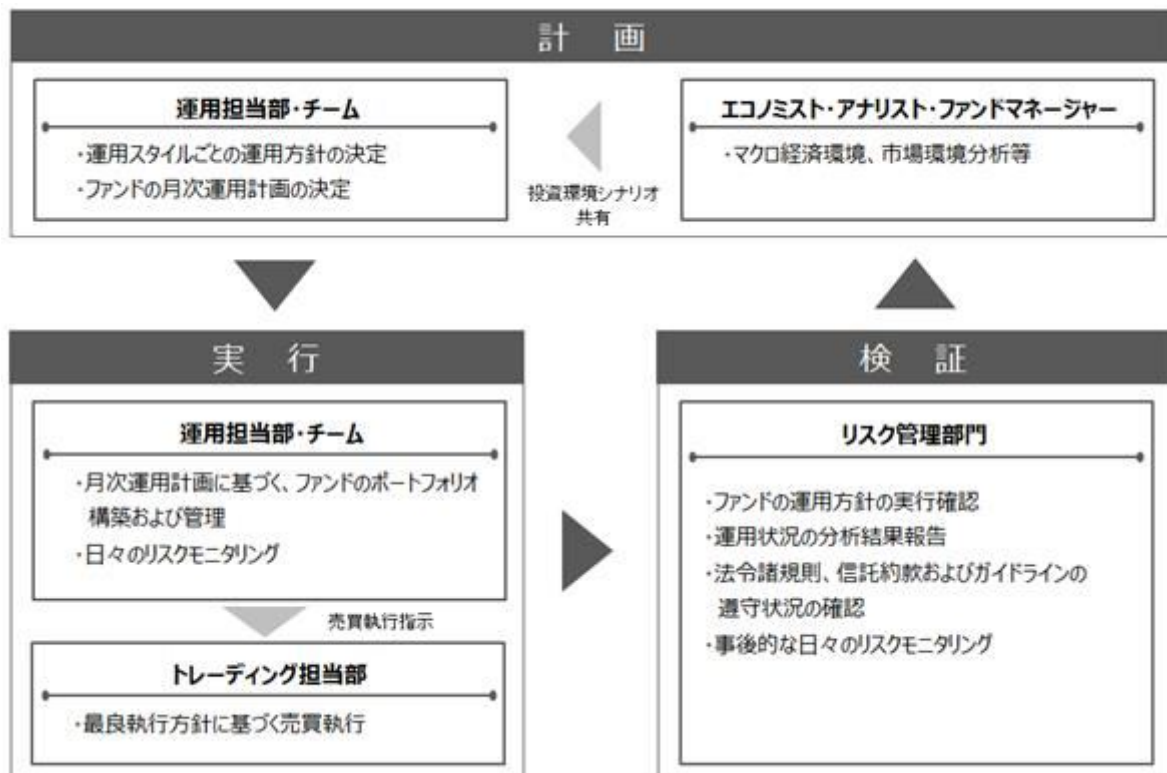 計 画
運用担当部・チーム
・運用スタイルごとの運用方針の決定
・ファンドの月次運用計画の決定
投資環境シナリオ
共有
エコノミスト・アナリスト・ファンドマネージャー
・マクロ経済環境、市場環境分析等
実 行
運用担当部・チーム
・月次運用計画に基づく、ファンドのポートフォリオ
構築および管理
・日々のリスクモニタリング
売買執行指示
トレーディング担当部
・最良執行方針に基づく売買執行
検 証
リスク管理部門
・ファンドの運用方針の実行確認
・運用状況の分析結果報告
・法令諸規則、信託約款およびガイドラインの
遵守状況の確認
・事後的な日々のリスクモニタリング